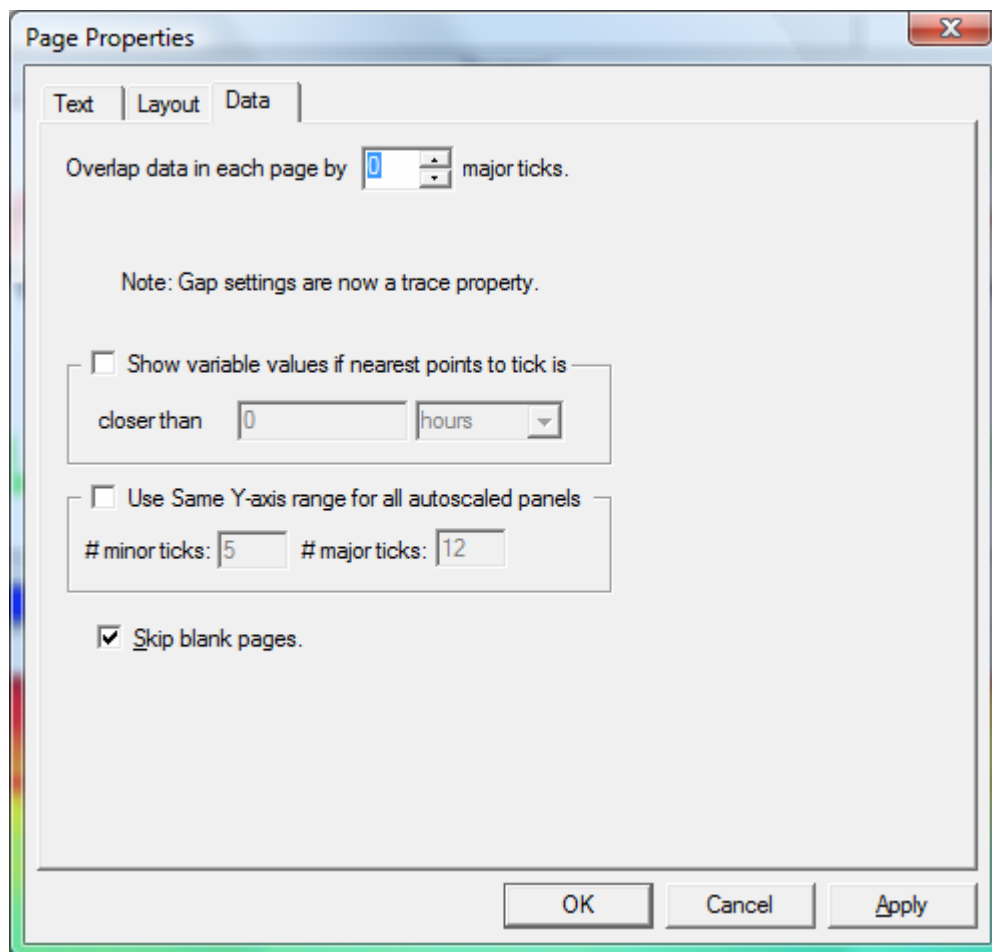 Page Properties
Text Layout Data
Overlap data in each page by 0 major ticks.
Note: Gap settings are now a trace property.
Show variable values if nearest points to tick is
closer than 0 hours
Use Same Y-axis range for all autoscaled panels
# minor ticks: 5 # major ticks: 12
Skip blank pages.
OK Cancel Apply